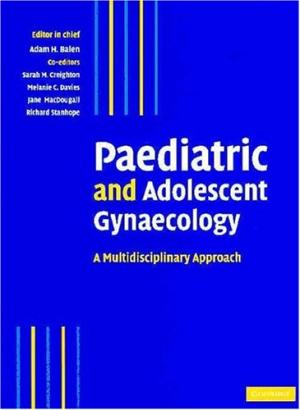 Editor in chief
Adam H. Balen
Co-editors
Sarah M. Creighton
Melanie C. Davies
Jane MacDougall
Richard Stanhope
Paediatric
and Adolescent
Gynaecology
A Multidisciplinary Approach
CAMBRIDGE